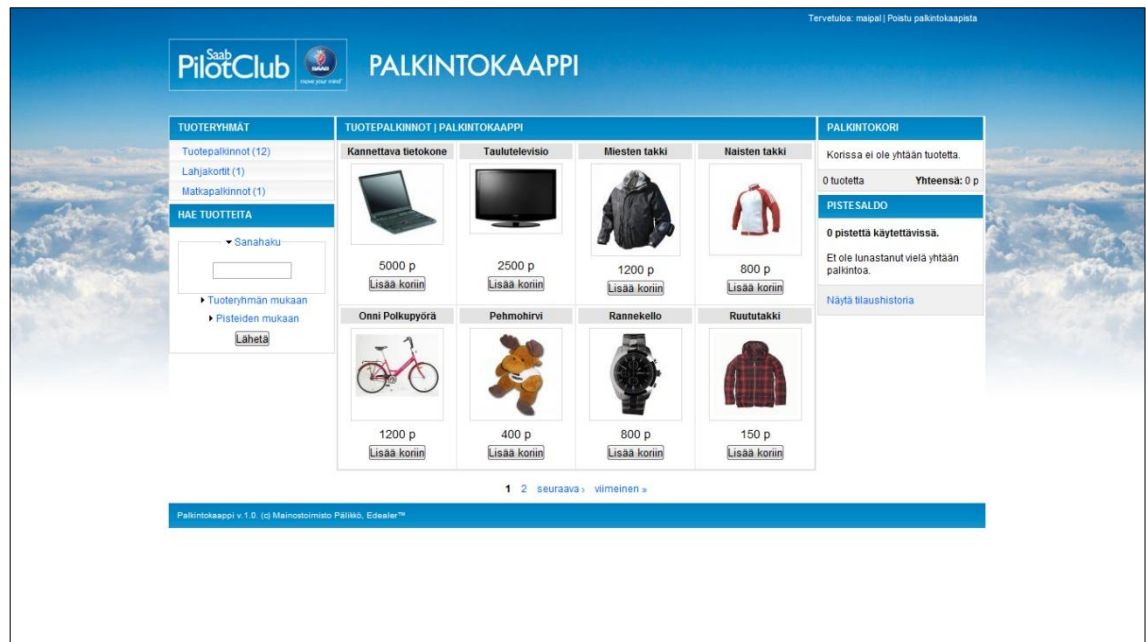 Tervetuloa: maipal | Poistu palkintokaapista
Saab
PilotClub
SAAB
move your mind™
PALKINTOKAAPPI
TUOTERYHMÄT
Tuotepalkinnot (12)
Lahjakortit (1)
Matkapalkinnot (1)
HAE TUOTTEITA
Sanahaku
Tuoteryhmän mukaan
Pisteiden mukaan
Lähetä
TUOTEPALKINNOT | PALKINTOKAAPPI
Kannettava tietokone Taulutelevisio Miesten takki Naisten takki
5000 p 2500 p 1200 p 800 p
Lisää koriin Lisää koriin Lisää koriin Lisää koriin
Onni Polkupyörä Pehmohirvi Rannekello Ruututakki
1200 p 400 p 800 p 150 p
Lisää koriin Lisää koriin Lisää koriin Lisää koriin
1 2 seuraava › viimeinen »
PALKINTOKORI
Korissa ei ole yhtään tuotetta.
0 tuotetta Yhteensä: 0 p
PISTESALDO
0 pistettä käytettävissä.
Et ole lunastanut vielä yhtään
palkintoa.
Näytä tilaushistoria
Palkintokaappi v.1.0. (c) Mainostoimisto Pälikkö, Edealer™